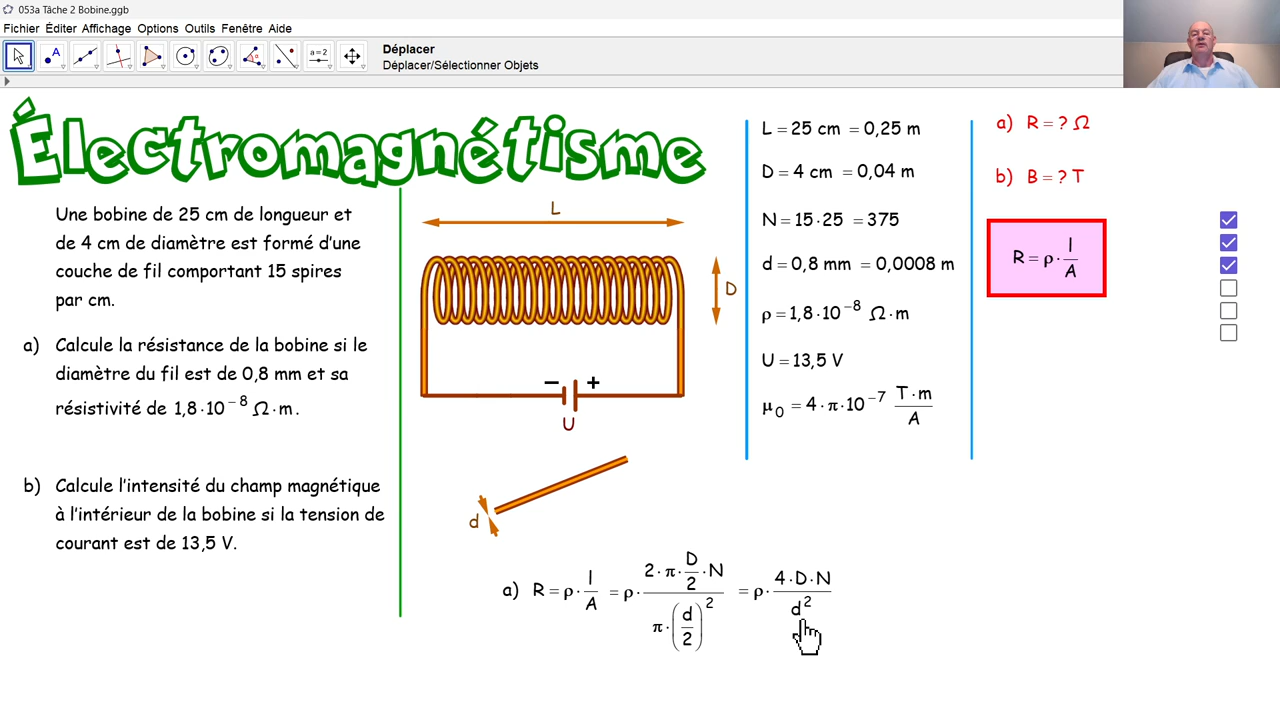 053a Tâche 2 Bobine.ggb
Fichier Éditer Affichage Options Outils Fenêtre Aide
A
a=2
Déplacer
Déplacer/Sélectionner Objets
Électromagnétisme
Une bobine de 25 cm de longueur et
de 4 cm de diamètre est formé d'une
couche de fil comportant 15 spires
par cm.
a) Calcule la résistance de la bobine si le
diamètre du fil est de 0,8 mm et sa
résistivité de 1,8·10⁻⁸ Ω·m.
b) Calcule l'intensité du champ magnétique
à l'intérieur de la bobine si la tension de
courant est de 13,5 V.
L
D
− +
U
d
L = 25 cm = 0,25 m
D = 4 cm = 0,04 m
N = 15·25 = 375
d = 0,8 mm = 0,0008 m
ρ = 1,8·10⁻⁸ Ω·m
U = 13,5 V
μ₀ = 4·π·10⁻⁷ T·m/A
a) R = ? Ω
b) B = ? T
R = ρ·l/A
a) R = ρ·l/A = ρ·(2·π·D/2·N)/(π·(d/2)²) = ρ·(4·D·N)/d²